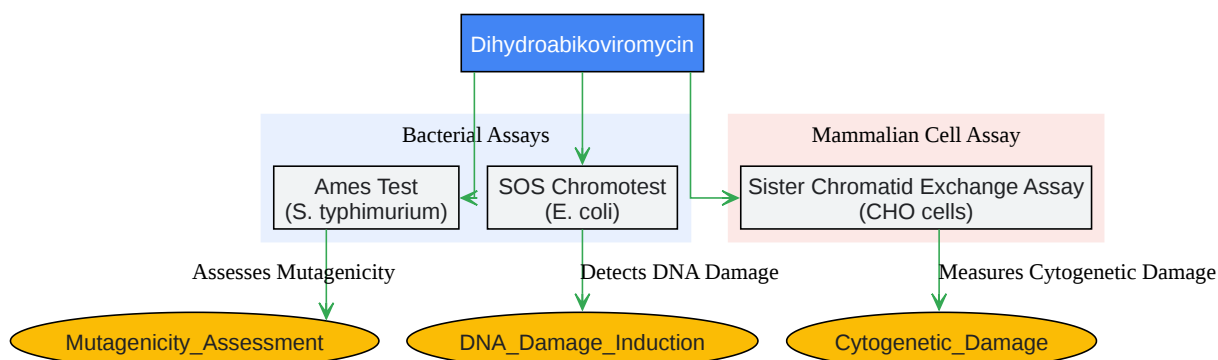 Dihydroabikoviromycin
Bacterial Assays
Mammalian Cell Assay
Ames Test
(S. typhimurium)
SOS Chromotest
(E. coli)
Sister Chromatid Exchange Assay
(CHO cells)
Assesses Mutagenicity
Detects DNA Damage
Measures Cytogenetic Damage
Mutagenicity_Assessment
DNA_Damage_Induction
Cytogenetic_Damage